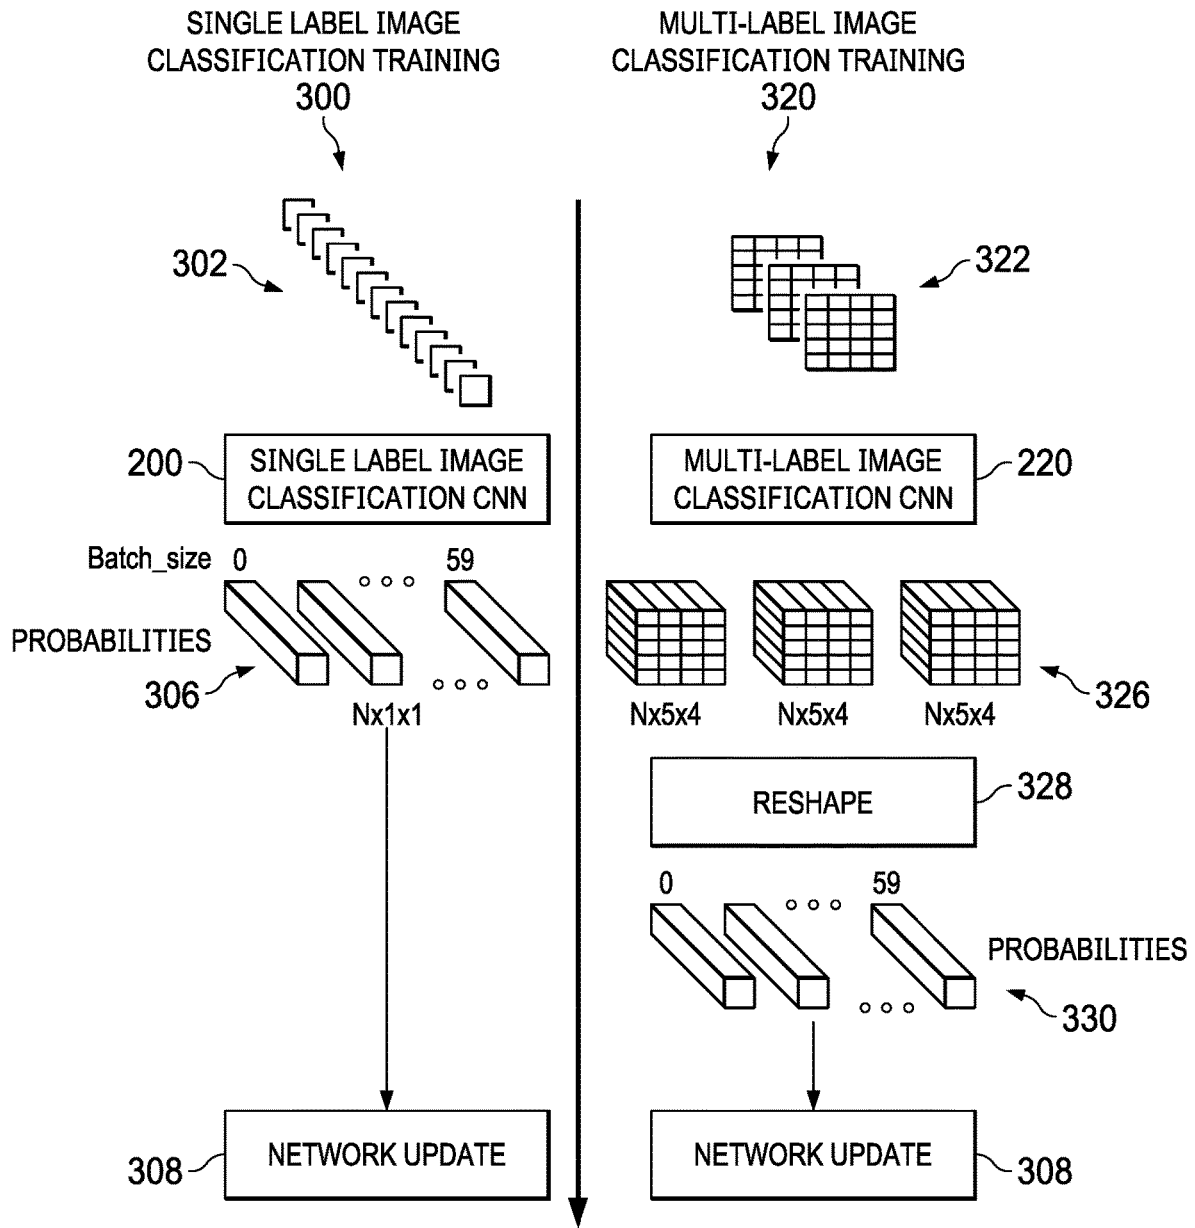 SINGLE LABEL IMAGE
CLASSIFICATION TRAINING
300
MULTI-LABEL IMAGE
CLASSIFICATION TRAINING
320
302
322
200
SINGLE LABEL IMAGE
CLASSIFICATION CNN
MULTI-LABEL IMAGE
CLASSIFICATION CNN
220
Batch_size 0 59
PROBABILITIES
306
Nx1x1
Nx5x4 Nx5x4 Nx5x4
326
RESHAPE
328
0 59
PROBABILITIES
330
308
NETWORK UPDATE
NETWORK UPDATE
308